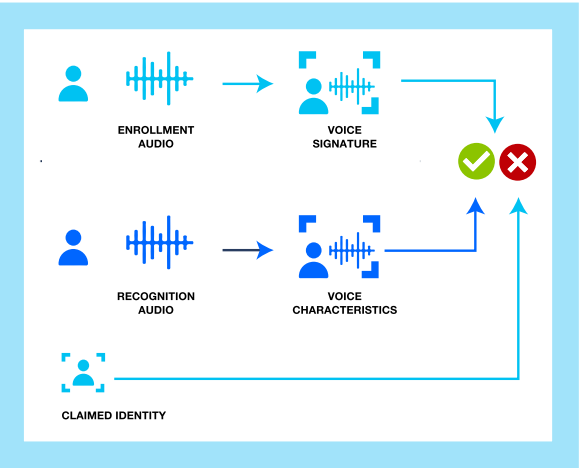 ENROLLMENT
AUDIO
VOICE
SIGNATURE
RECOGNITION
AUDIO
VOICE
CHARACTERISTICS
CLAIMED IDENTITY